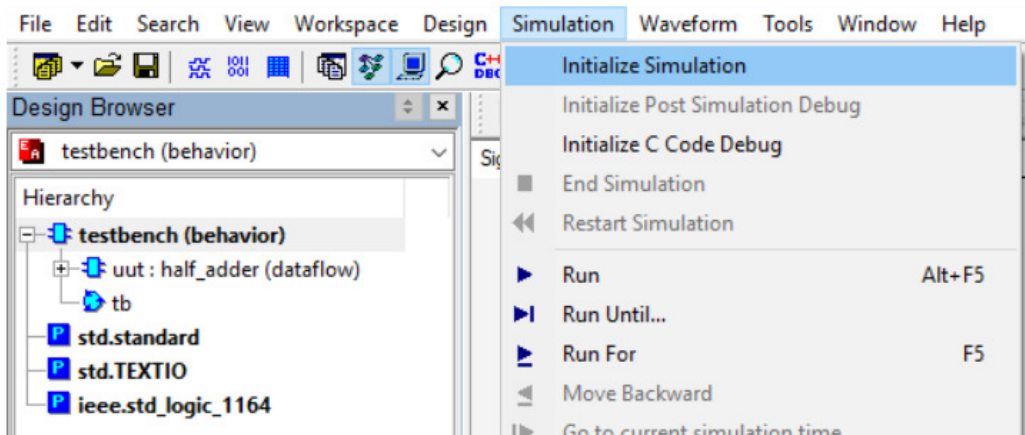 File Edit Search View Workspace Design Simulation Waveform Tools Window Help
Design Browser
testbench (behavior)
Hierarchy
testbench (behavior)
uut : half_adder (dataflow)
tb
std.standard
std.TEXTIO
ieee.std_logic_1164
Initialize Simulation
Initialize Post Simulation Debug
Initialize C Code Debug
End Simulation
Restart Simulation
Run Alt+F5
Run Until...
Run For F5
Move Backward
Go to current simulation time